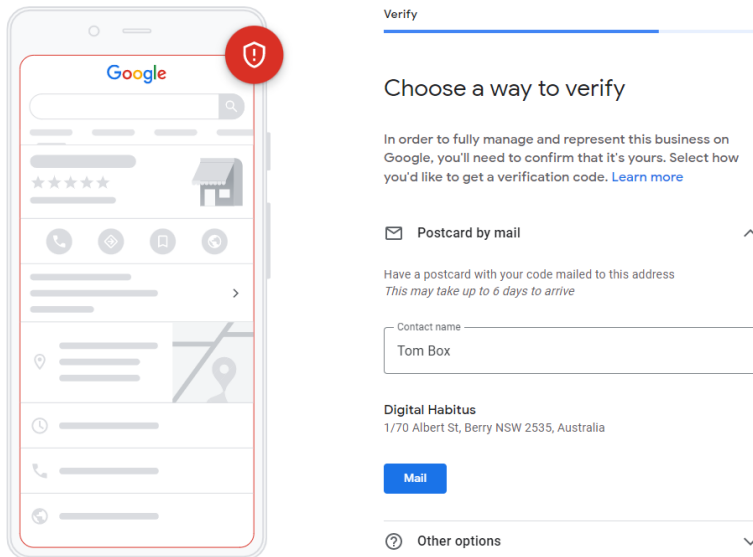 Google
Verify
Choose a way to verify
In order to fully manage and represent this business on
Google, you'll need to confirm that it's yours. Select how
you'd like to get a verification code. Learn more
Postcard by mail
Have a postcard with your code mailed to this address
This may take up to 6 days to arrive
Contact name
Tom Box
Digital Habitus
1/70 Albert St, Berry NSW 2535, Australia
Mail
Other options